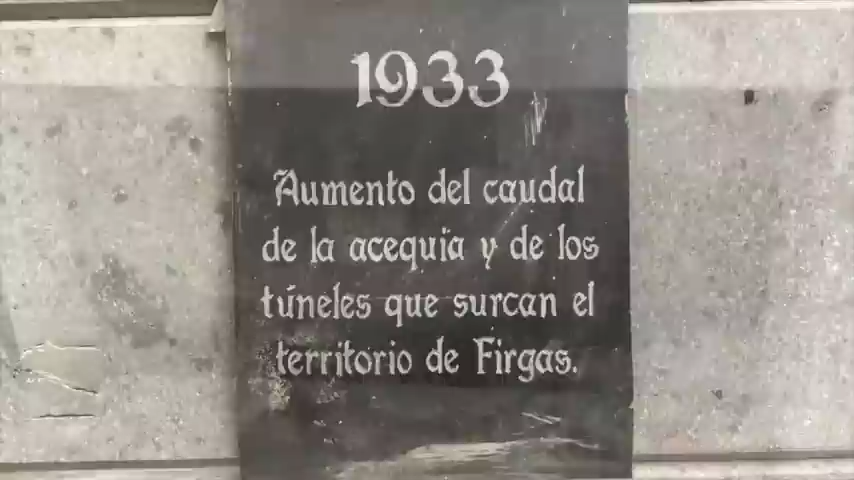 1933
Aumento del caudal
de la acequia y de los
túneles que surcan el
territorio de Firgas.